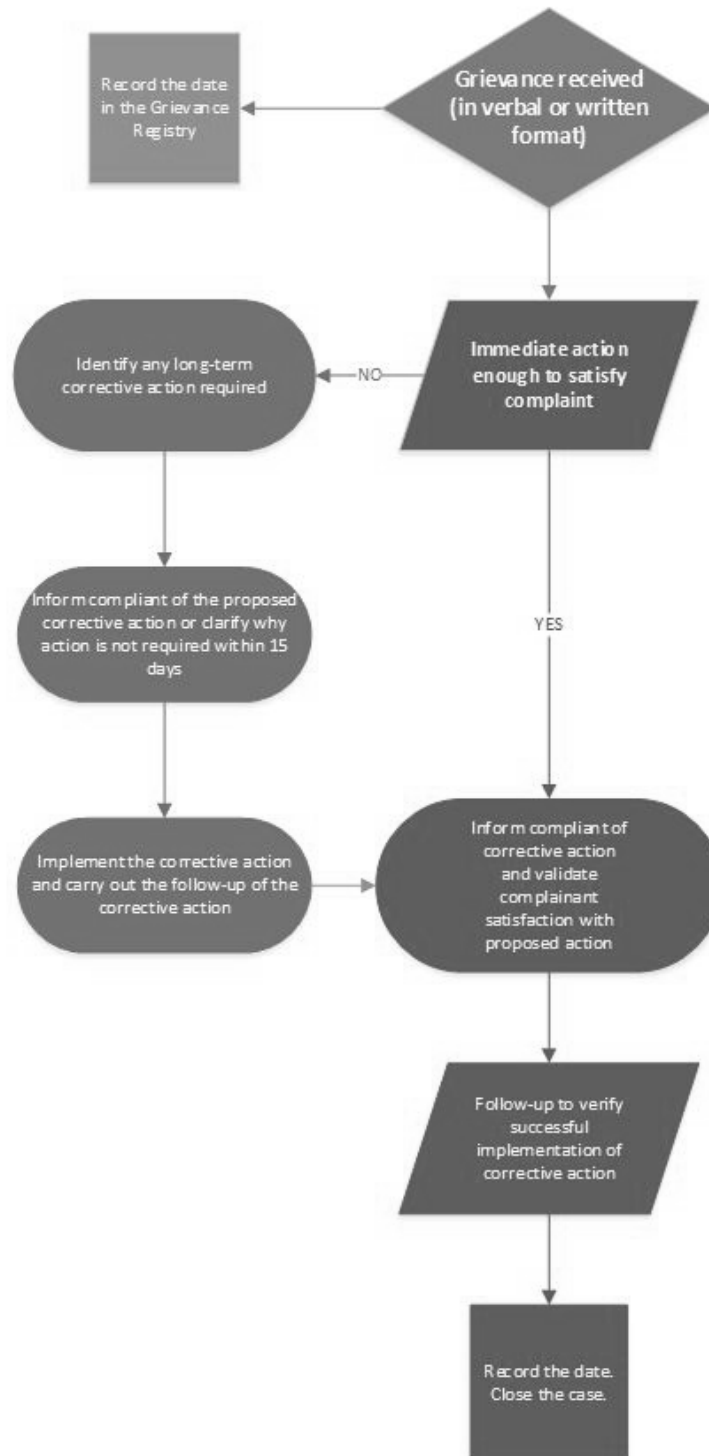 Record the date
in the Grievance
Registry
Grievance received
(in verbal or written
format)
Identify any long-term
corrective action required
NO
Immediate action
enough to satisfy
complaint
Inform compliant of the proposed
corrective action or clarify why
action is not required within 15
days
YES
Implement the corrective action
and carry out the follow-up of the
corrective action
Inform compliant of
corrective action
and validate
complainant
satisfaction with
proposed action
Follow-up to verify
successful
implementation of
corrective action
Record the date.
Close the case.